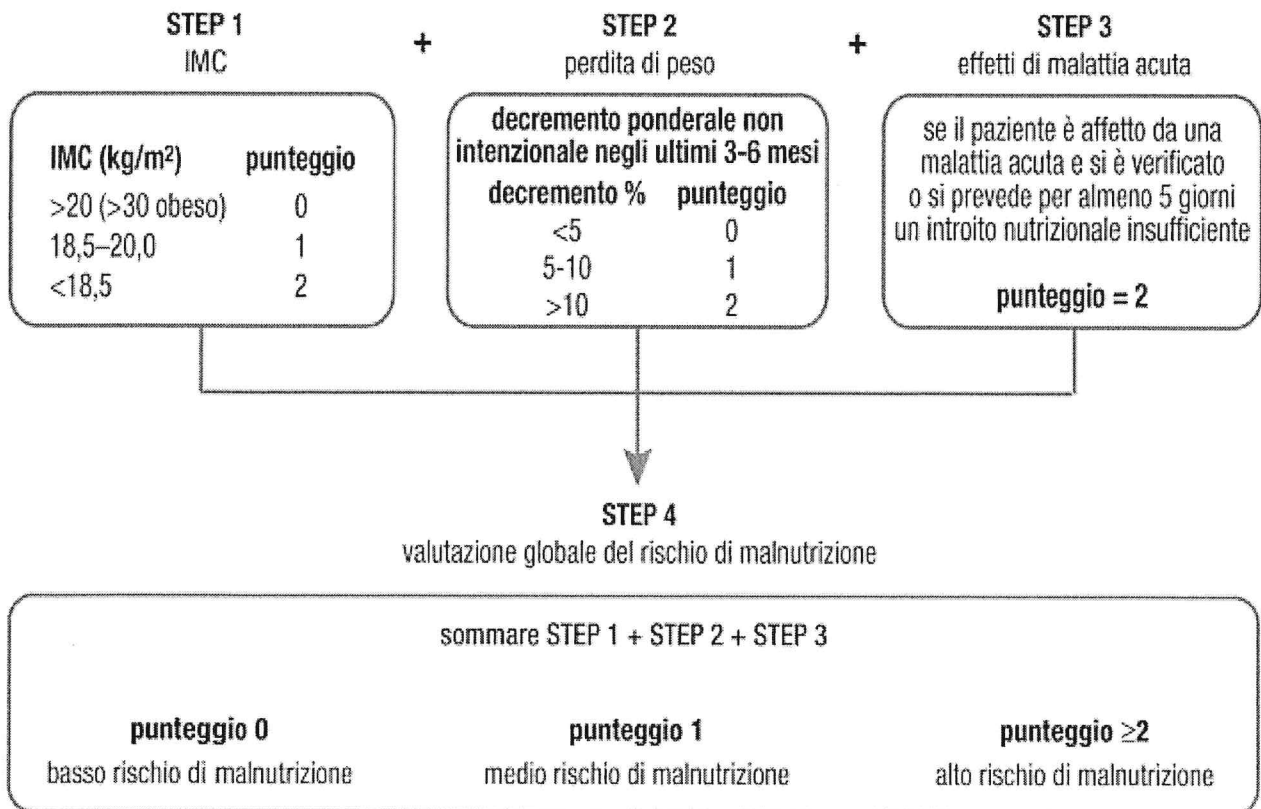 STEP 1
IMC
+
STEP 2
perdita di peso
+
STEP 3
effetti di malattia acuta
IMC (kg/m²) punteggio
>20 (>30 obeso) 0
18,5–20,0 1
<18,5 2
decremento ponderale non
intenzionale negli ultimi 3-6 mesi
decremento % punteggio
<5 0
5-10 1
>10 2
se il paziente è affetto da una
malattia acuta e si è verificato
o si prevede per almeno 5 giorni
un introito nutrizionale insufficiente
punteggio = 2
STEP 4
valutazione globale del rischio di malnutrizione
sommare STEP 1 + STEP 2 + STEP 3
punteggio 0
basso rischio di malnutrizione
punteggio 1
medio rischio di malnutrizione
punteggio ≥2
alto rischio di malnutrizione